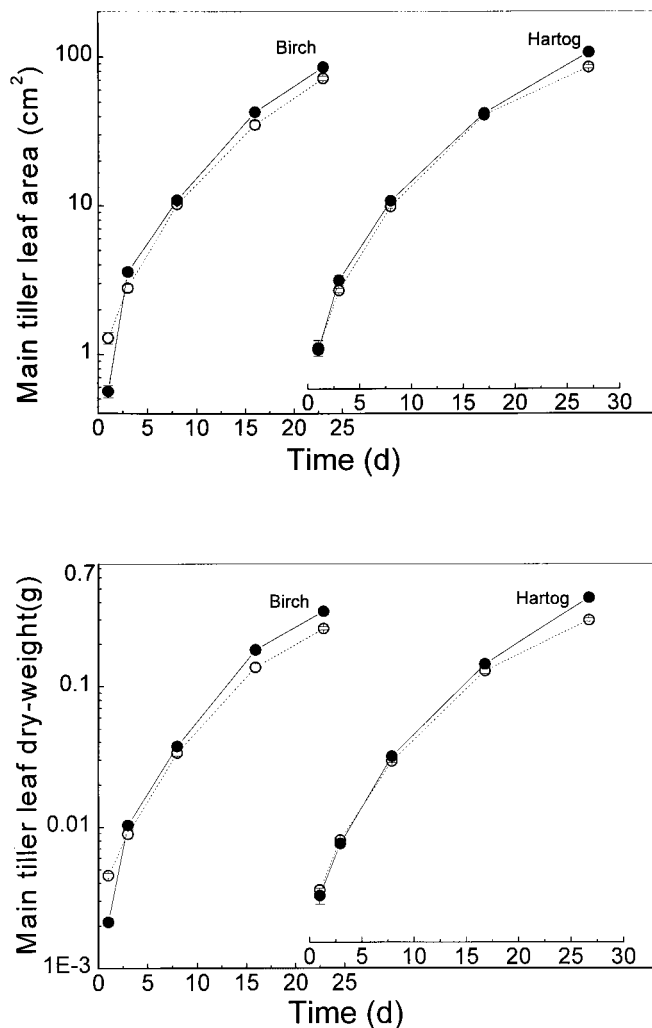 Main tiller leaf area (cm²)
100
10
1
Birch
Hartog
0 5 10 15 20 25 30
0 5 10 15 20 25
Time (d)
Main tiller leaf dry-weight(g)
0.7
0.1
0.01
1E−3
Birch
Hartog
0 5 10 15 20 25 30
0 5 10 15 20 25
Time (d)